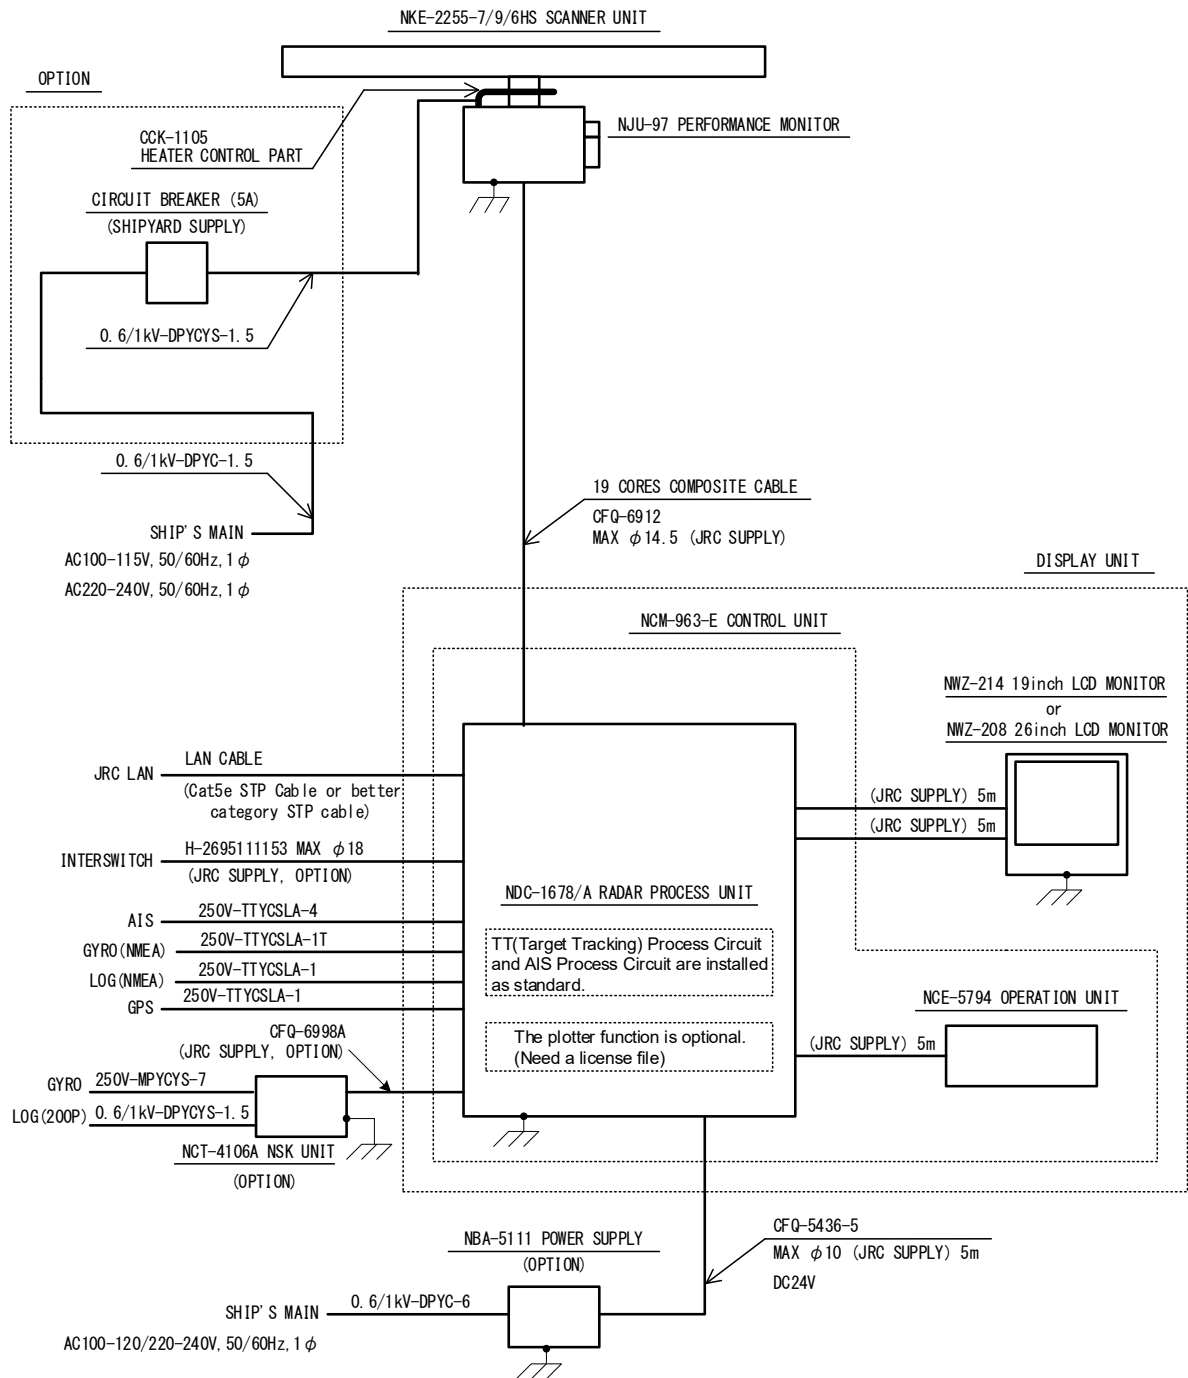 NKE-2255-7/9/6HS SCANNER UNIT
OPTION
CCK-1105
HEATER CONTROL PART
NJU-97 PERFORMANCE MONITOR
CIRCUIT BREAKER (5A)
(SHIPYARD SUPPLY)
0.6/1kV-DPYCYS-1.5
0.6/1kV-DPYC-1.5
SHIP'S MAIN
AC100-115V, 50/60Hz, 1φ
AC220-240V, 50/60Hz, 1φ
19 CORES COMPOSITE CABLE
CFQ-6912
MAX φ14.5 (JRC SUPPLY)
DISPLAY UNIT
NCM-963-E CONTROL UNIT
NWZ-214 19inch LCD MONITOR
or
NWZ-208 26inch LCD MONITOR
JRC LAN
LAN CABLE
(Cat5e STP Cable or better
category STP cable)
(JRC SUPPLY) 5m
(JRC SUPPLY) 5m
INTERSWITCH
H-2695111153 MAX φ18
(JRC SUPPLY, OPTION)
NDC-1678/A RADAR PROCESS UNIT
AIS
250V-TTYCSLA-4
GYRO(NMEA)
250V-TTYCSLA-1T
LOG(NMEA)
250V-TTYCSLA-1
GPS
250V-TTYCSLA-1
TT(Target Tracking) Process Circuit
and AIS Process Circuit are installed
as standard.
NCE-5794 OPERATION UNIT
The plotter function is optional.
(Need a license file)
(JRC SUPPLY) 5m
CFQ-6998A
(JRC SUPPLY, OPTION)
GYRO
250V-MPYCYS-7
LOG(200P)
0.6/1kV-DPYCYS-1.5
NCT-4106A NSK UNIT
(OPTION)
NBA-5111 POWER SUPPLY
(OPTION)
CFQ-5436-5
MAX φ10 (JRC SUPPLY) 5m
DC24V
SHIP'S MAIN
0.6/1kV-DPYC-6
AC100-120/220-240V, 50/60Hz, 1φ